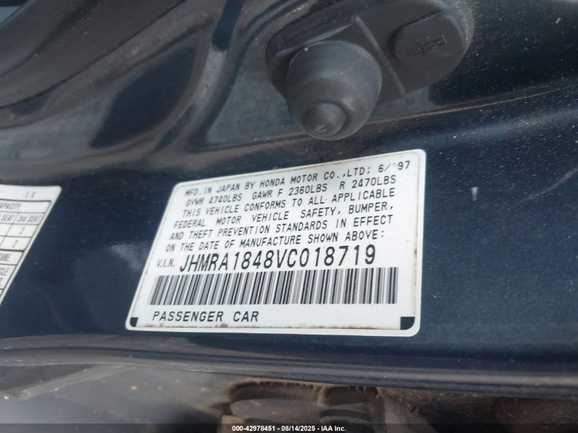 MFD. IN JAPAN BY HONDA MOTOR CO.,LTD: 6/'97
GVWR 4740LBS GAWR F 2360LBS R 2470LBS
THIS VEHICLE CONFORMS TO ALL APPLICABLE
FEDERAL MOTOR VEHICLE SAFETY, BUMPER,
AND THEFT PREVENTION STANDARDS IN EFFECT
ON THE DATE OF MANUFACTURE SHOWN ABOVE:
V.I.N. JHMRA1848VC018719
PASSENGER CAR
000-42978451 - 08/14/2025 - IAA Inc.